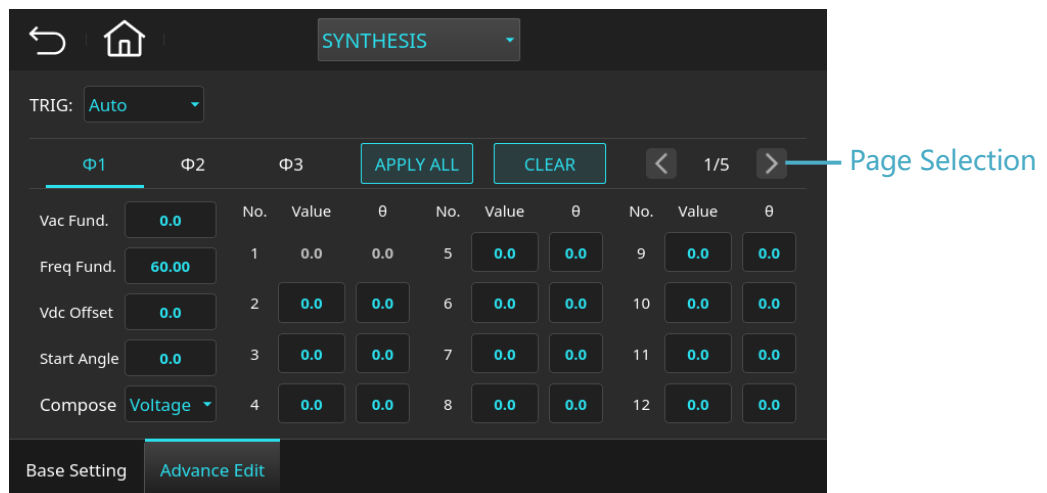 SYNTHESIS
TRIG: Auto
Φ1 Φ2 Φ3 APPLY ALL CLEAR 1/5 Page Selection
No. Value θ No. Value θ No. Value θ
Vac Fund. 0.0
1 0.0 0.0 5 0.0 0.0 9 0.0 0.0
Freq Fund. 60.00
2 0.0 0.0 6 0.0 0.0 10 0.0 0.0
Vdc Offset 0.0
3 0.0 0.0 7 0.0 0.0 11 0.0 0.0
Start Angle 0.0
4 0.0 0.0 8 0.0 0.0 12 0.0 0.0
Compose Voltage
Base Setting Advance Edit